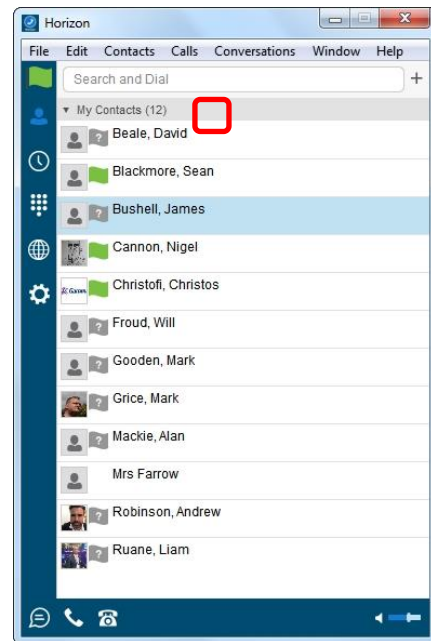 Horizon
File Edit Contacts Calls Conversations Window Help
Search and Dial
My Contacts (12)
Beale, David
Blackmore, Sean
Bushell, James
Cannon, Nigel
Christofi, Christos
Froud, Will
Gooden, Mark
Grice, Mark
Mackie, Alan
Mrs Farrow
Robinson, Andrew
Ruane, Liam